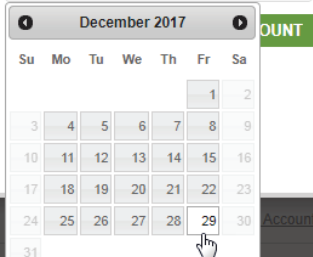 December 2017
OUNT
Su Mo Tu We Th Fr Sa
1 2
3 4 5 6 7 8 9
10 11 12 13 14 15 16
17 18 19 20 21 22 23
24 25 26 27 28 29 30
Account
31